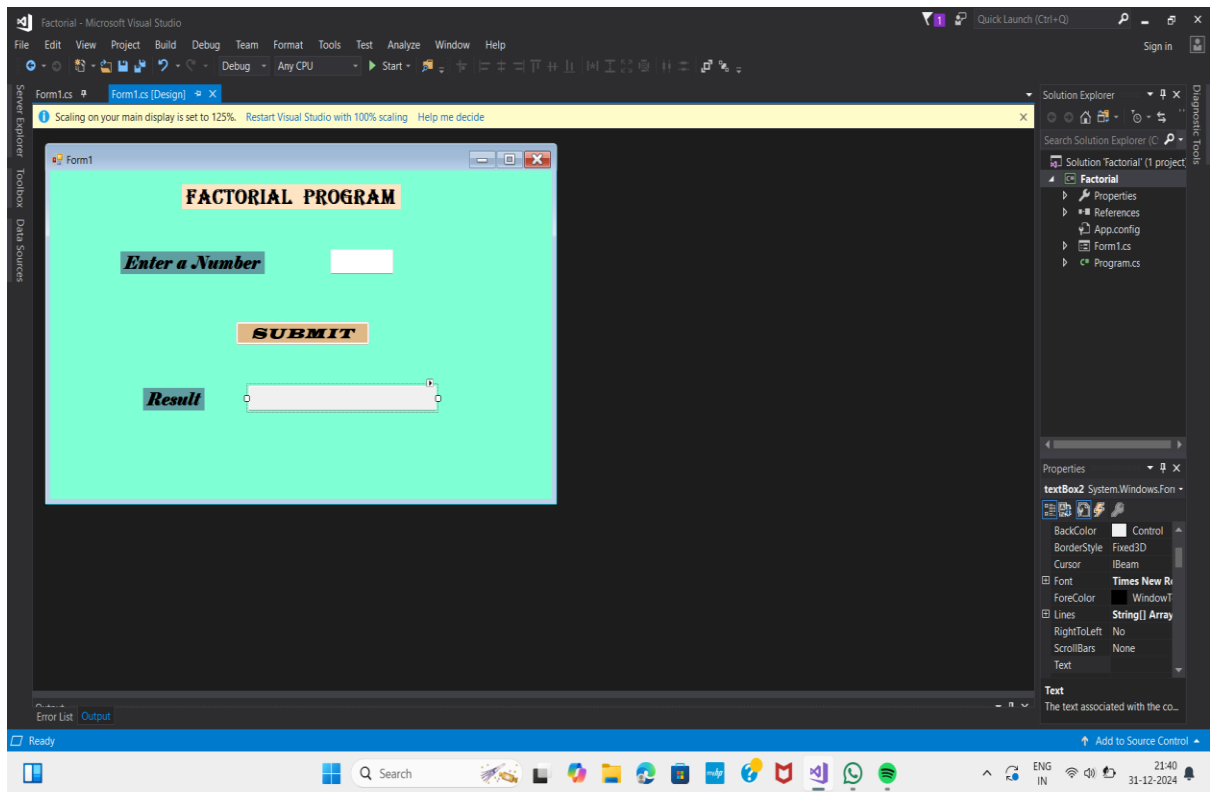 Factorial - Microsoft Visual Studio
1
Quick Launch (Ctrl+Q)
File Edit View Project Build Debug Team Format Tools Test Analyze Window Help
Sign in
Debug Any CPU Start
Server Explorer
Toolbox
Data Sources
Form1.cs Form1.cs [Design]
Scaling on your main display is set to 125%. Restart Visual Studio with 100% scaling Help me decide
Form1
FACTORIAL PROGRAM
Enter a Number
SUBMIT
Result
Solution Explorer
Search Solution Explorer (C
Solution 'Factorial' (1 project
Factorial
Properties
References
App.config
Form1.cs
Program.cs
Diagnostic Tools
Properties
textBox2 System.Windows.For
BackColor Control
BorderStyle Fixed3D
Cursor IBeam
Font Times New R
ForeColor WindowT
Lines String[] Array
RightToLeft No
ScrollBars None
Text
Text
The text associated with the co...
Error List Output
Ready
Add to Source Control
Search
ENG
IN
21:40
31-12-2024